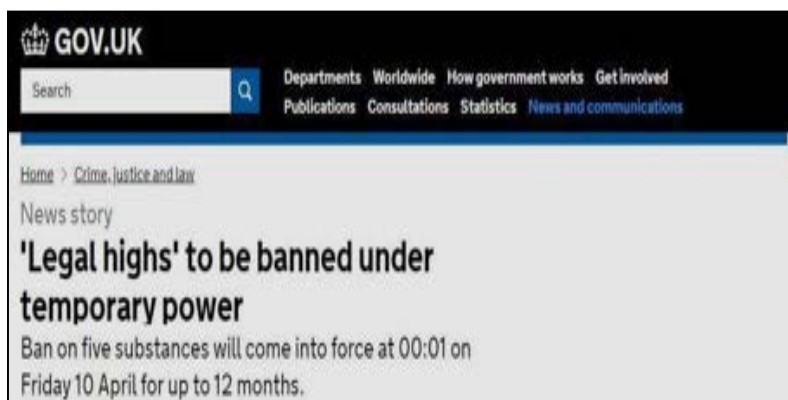 GOV.UK
Search
Departments Worldwide How government works Get involved
Publications Consultations Statistics News and communications
Home > Crime, justice and law
News story
'Legal highs' to be banned under
temporary power
Ban on five substances will come into force at 00:01 on
Friday 10 April for up to 12 months.